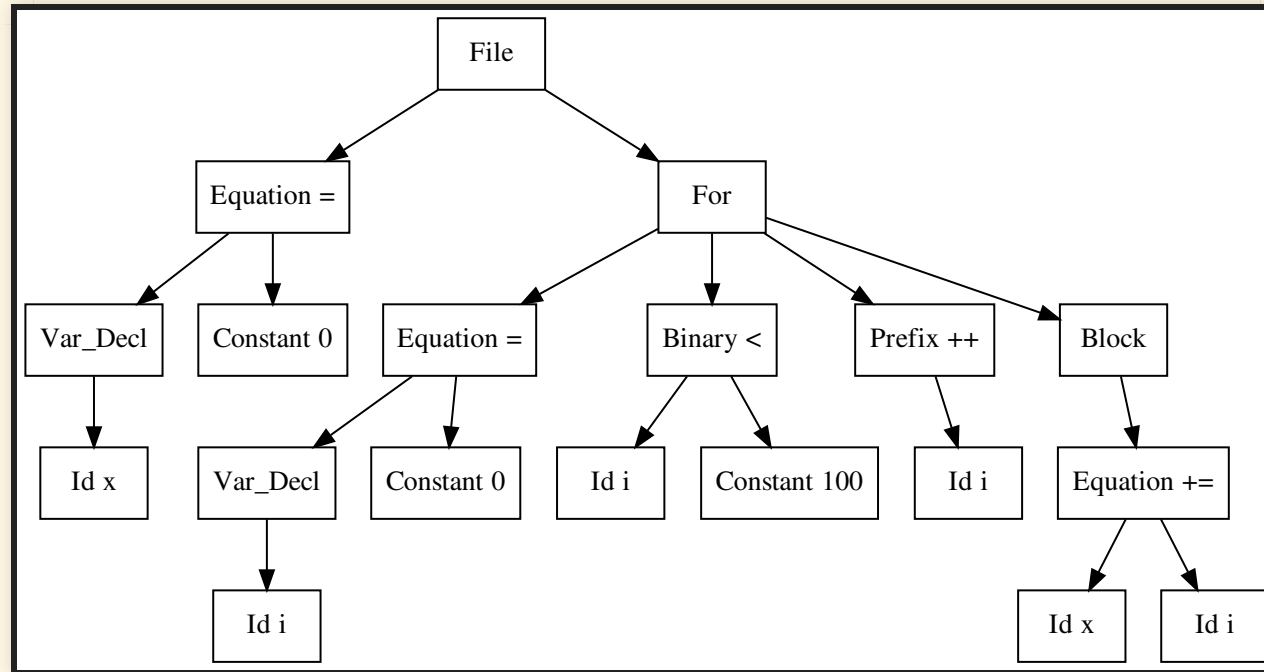 File
Equation =
For
Var_Decl
Constant 0
Equation =
Binary <
Prefix ++
Block
Id x
Var_Decl
Constant 0
Id i
Constant 100
Id i
Equation +=
Id i
Id x
Id i